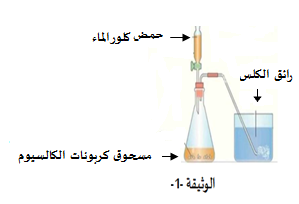 حمض كلور الماء
رائق الكلس
مسحوق كربونات الكالسيوم
الوثيقة -1-